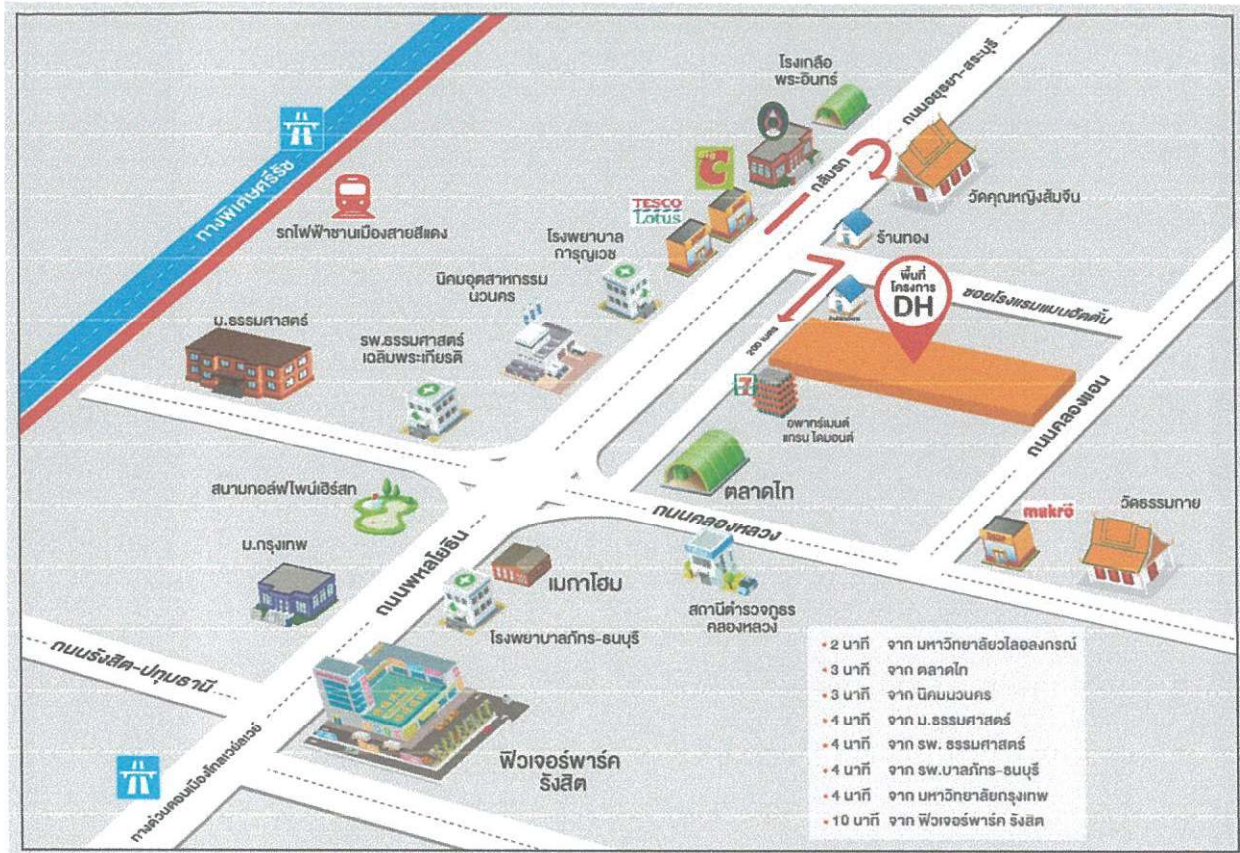 โรงเกลือ
พระอินทร์
ถนนอยุธยา-สระบุรี
กลับรถ
วัดคุณหญิงส้มจีน
ทางพิเศษศรีรัช
TESCO
Lotus
C
รถไฟฟ้าชานเมืองสายสีแดง
โรงพยาบาล
การุญเวช
ร้านทอง
พื้นที่
โครงการ
DH
ซอยโรงแรมแมนฮัตตัน
นิคมอุตสาหกรรม
นวนคร
ม.ธรรมศาสตร์
รพ.ธรรมศาสตร์
เฉลิมพระเกียรติ
200 เมตร
7
อพาทร์เมนต์
แกรน ไดมอนด์
ถนนคลองแอน
ตลาดไท
สนามกอล์ฟไพน์เฮิร์สท
ถนนคลองหลวง
makro
วัดธรรมกาย
ม.กรุงเทพ
ถนนพหลโยธิน
เมกาโฮม
สถานีตำรวจภูธร
คลองหลวง
โรงพยาบาลภัทร-ธนบุรี
ถนนรังสิต-ปทุมธานี
ฟิวเจอร์พาร์ค
รังสิต
ทางด่วนดอนเมืองโทลเวย์ลเวย์
• 2 นาที จาก มหาวิทยาลัยวไลอลงกรณ์
• 3 นาที จาก ตลาดไท
• 3 นาที จาก นิคมนวนคร
• 4 นาที จาก ม.ธรรมศาสตร์
• 4 นาที จาก รพ. ธรรมศาสตร์
• 4 นาที จาก รพ.บาลภัทร-ธนบุรี
• 4 นาที จาก มหาวิทยาลัยกรุงเทพ
• 10 นาที จาก ฟิวเจอร์พาร์ค รังสิต